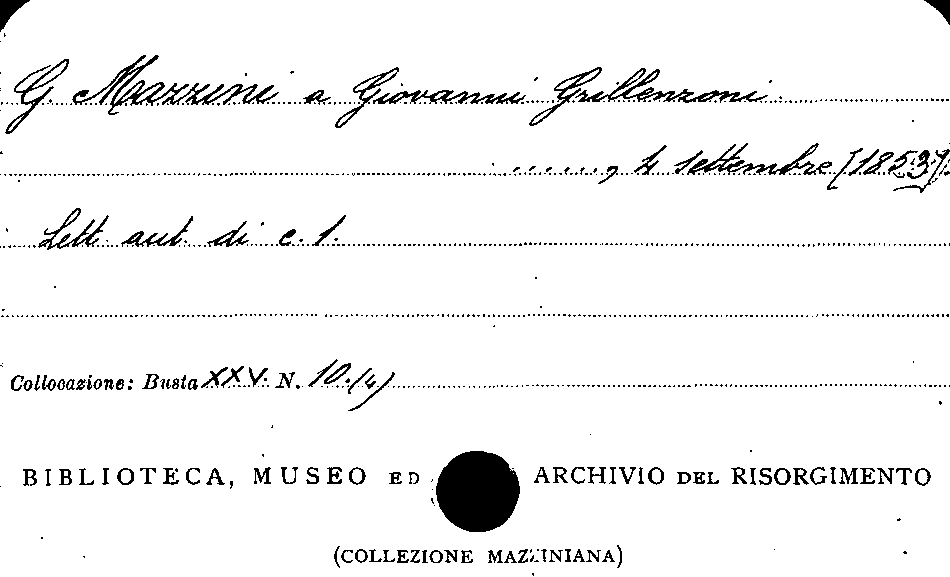 G. Mazzini a Giovanni Grillenzoni
......., 4 settembre [1853].
Lett. aut. di c. 1.
Collocazione: Busta XXV. N. 10.(4)
BIBLIOTECA, MUSEO ED ARCHIVIO DEL RISORGIMENTO
(COLLEZIONE MAZZINIANA)